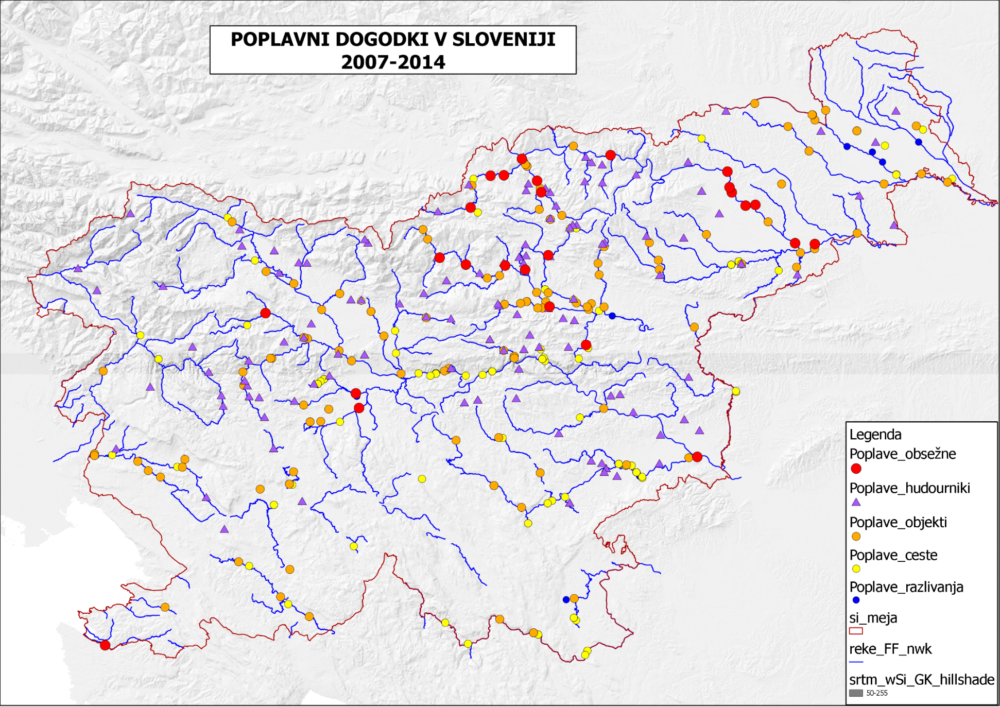 POPLAVNI DOGODKI V SLOVENIJI
2007-2014
Legenda
Poplave_obsežne
Poplave_hudourniki
Poplave_objekti
Poplave_ceste
Poplave_razlivanja
si_meja
reke_FF_nwk
srtm_wSi_GK_hillshade
50-255